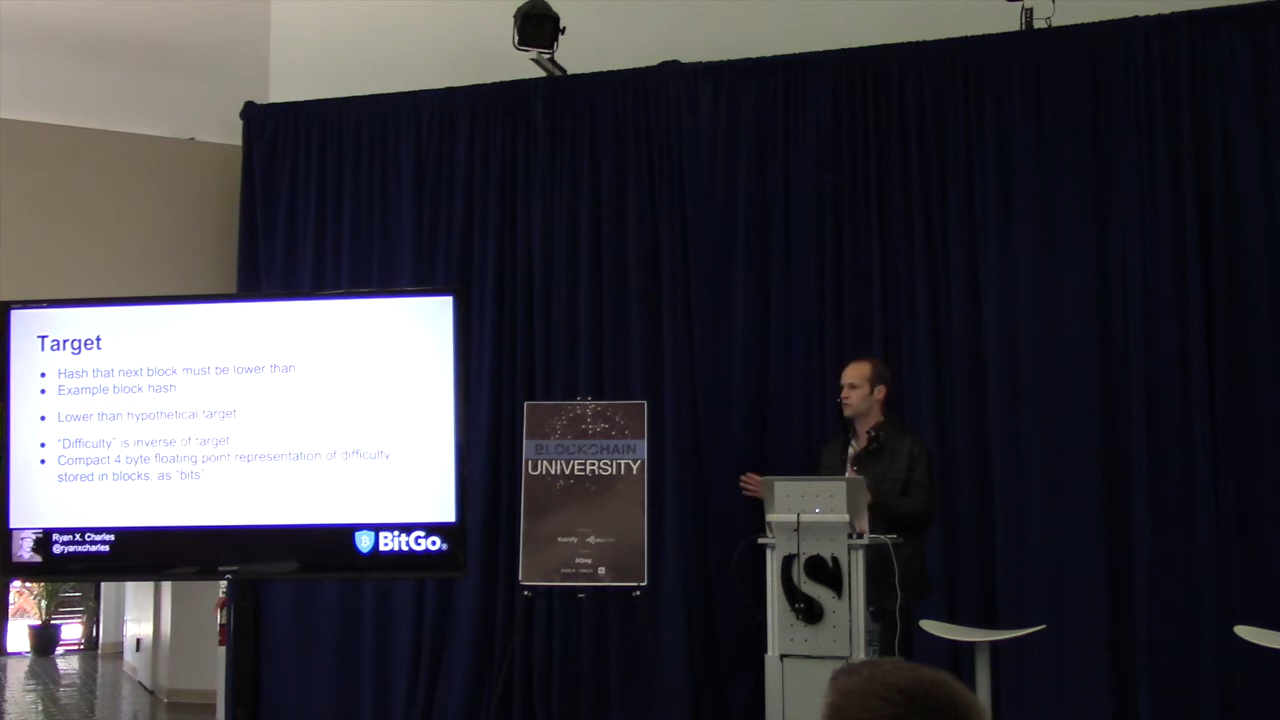 Target
Hash that next block must be lower than
Example block hash
Lower than hypothetical target
"Difficulty" is inverse of target
Compact 4 byte floating point representation of difficulty
stored in blocks, as "bits"
Ryan X. Charles
@ryanxcharles
BitGo
BLOCKCHAIN
UNIVERSITY
Koinify
bitpay